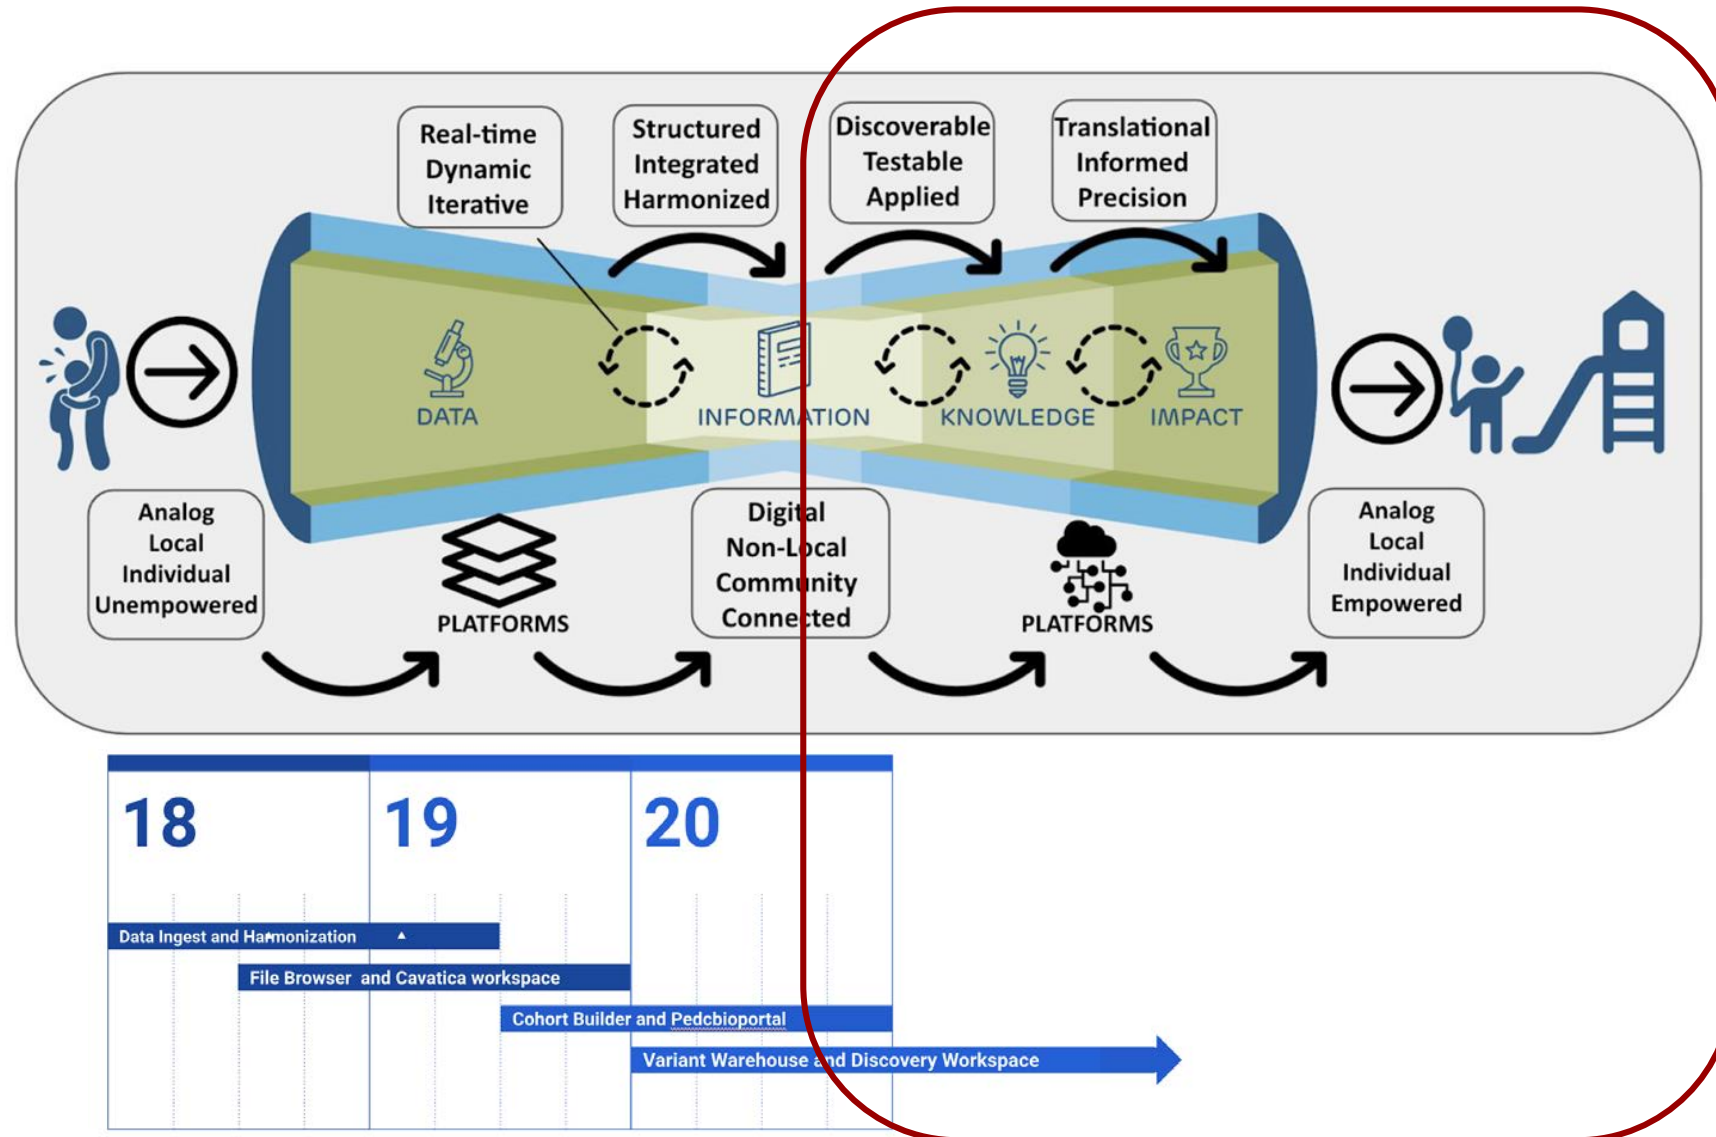 Real-time
Dynamic
Iterative
Structured
Integrated
Harmonized
Discoverable
Testable
Applied
Translational
Informed
Precision
DATA
INFORMATION
KNOWLEDGE
IMPACT
Analog
Local
Individual
Unempowered
PLATFORMS
Digital
Non-Local
Community
Connected
PLATFORMS
Analog
Local
Individual
Empowered
18
19
20
Data Ingest and Harmonization
File Browser and Cavatica workspace
Cohort Builder and Pedcbioportal
Variant Warehouse and Discovery Workspace